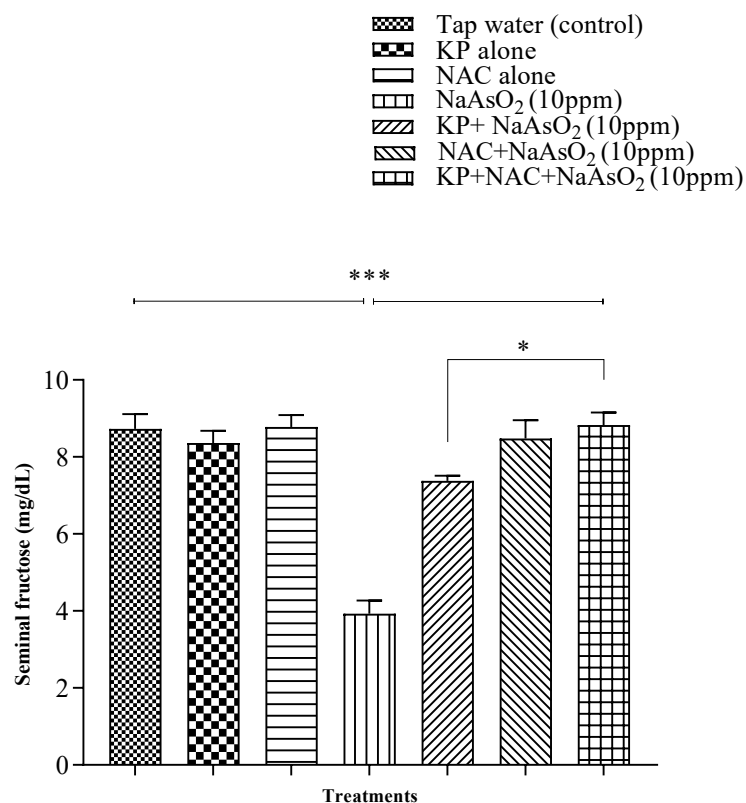 Tap water (control)
KP alone
NAC alone
NaAsO₂ (10ppm)
KP+ NaAsO₂ (10ppm)
NAC+NaAsO₂ (10ppm)
KP+NAC+NaAsO₂ (10ppm)
***
*
10
8
6
4
2
0
Seminal fructose (mg/dL)
Treatments